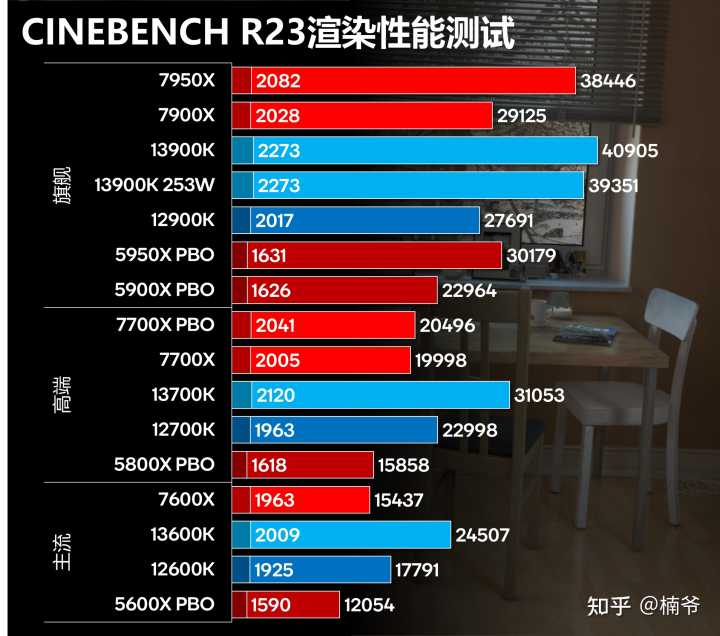 CINEBENCH R23渲染性能测试
旗舰
7950X 2082 38446
7900X 2028 29125
13900K 2273 40905
13900K 253W 2273 39351
12900K 2017 27691
5950X PBO 1631 30179
5900X PBO 1626 22964
高端
7700X PBO 2041 20496
7700X 2005 19998
13700K 2120 31053
12700K 1963 22998
5800X PBO 1618 15858
主流
7600X 1963 15437
13600K 2009 24507
12600K 1925 17791
5600X PBO 1590 12054
知乎 @楠爷